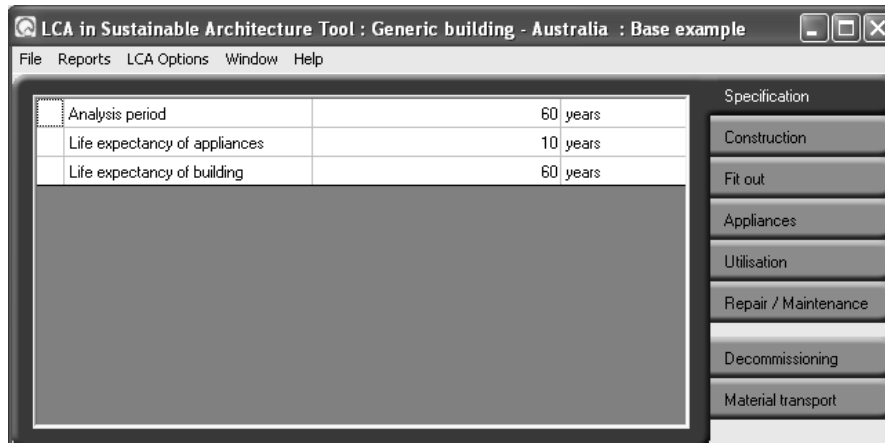 LCA in Sustainable Architecture Tool : Generic building - Australia : Base example
File Reports LCA Options Window Help
Analysis period 60 years
Life expectancy of appliances 10 years
Life expectancy of building 60 years
Specification
Construction
Fit out
Appliances
Utilisation
Repair / Maintenance
Decommissioning
Material transport